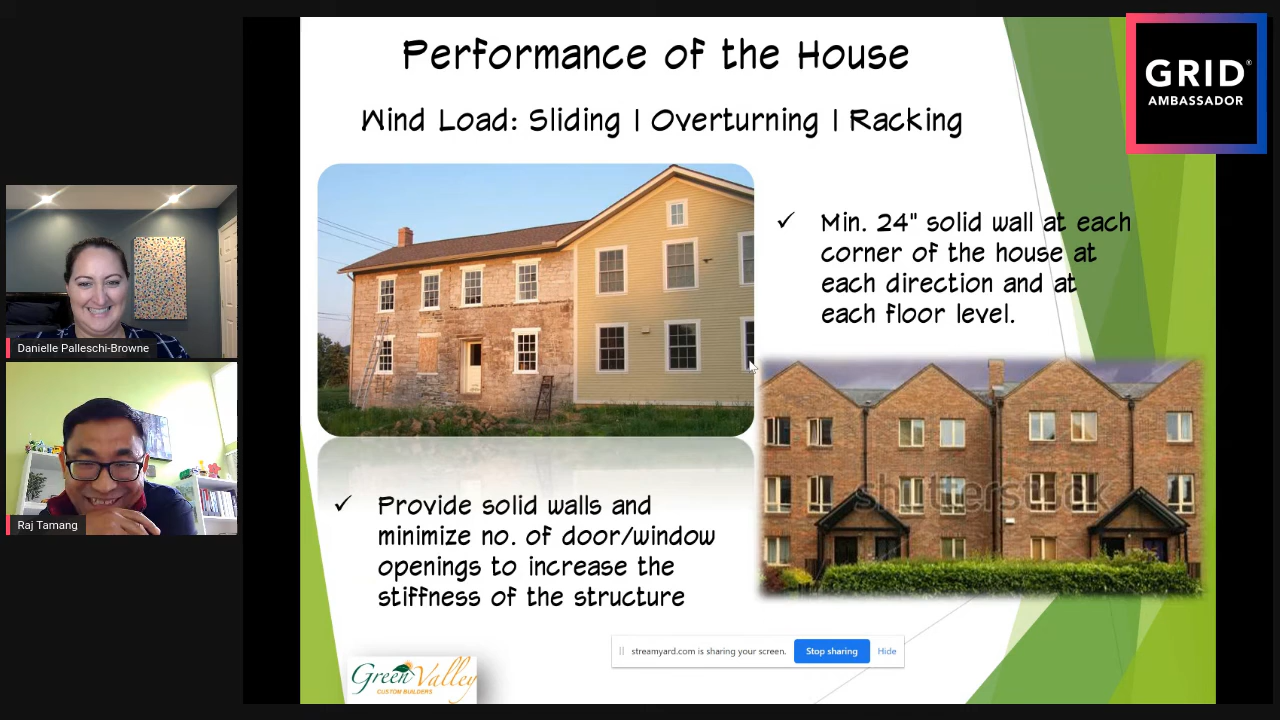 Performance of the House
Wind Load: Sliding | Overturning | Racking
GRID®
AMBASSADOR
✓ Min. 24" solid wall at each
corner of the house at
each direction and at
each floor level.
Danielle Palleschi-Browne
Raj Tamang
shutterstock
✓ Provide solid walls and
minimize no. of door/window
openings to increase the
stiffness of the structure
streamyard.com is sharing your screen. Stop sharing Hide
Green Valley
CUSTOM BUILDERS